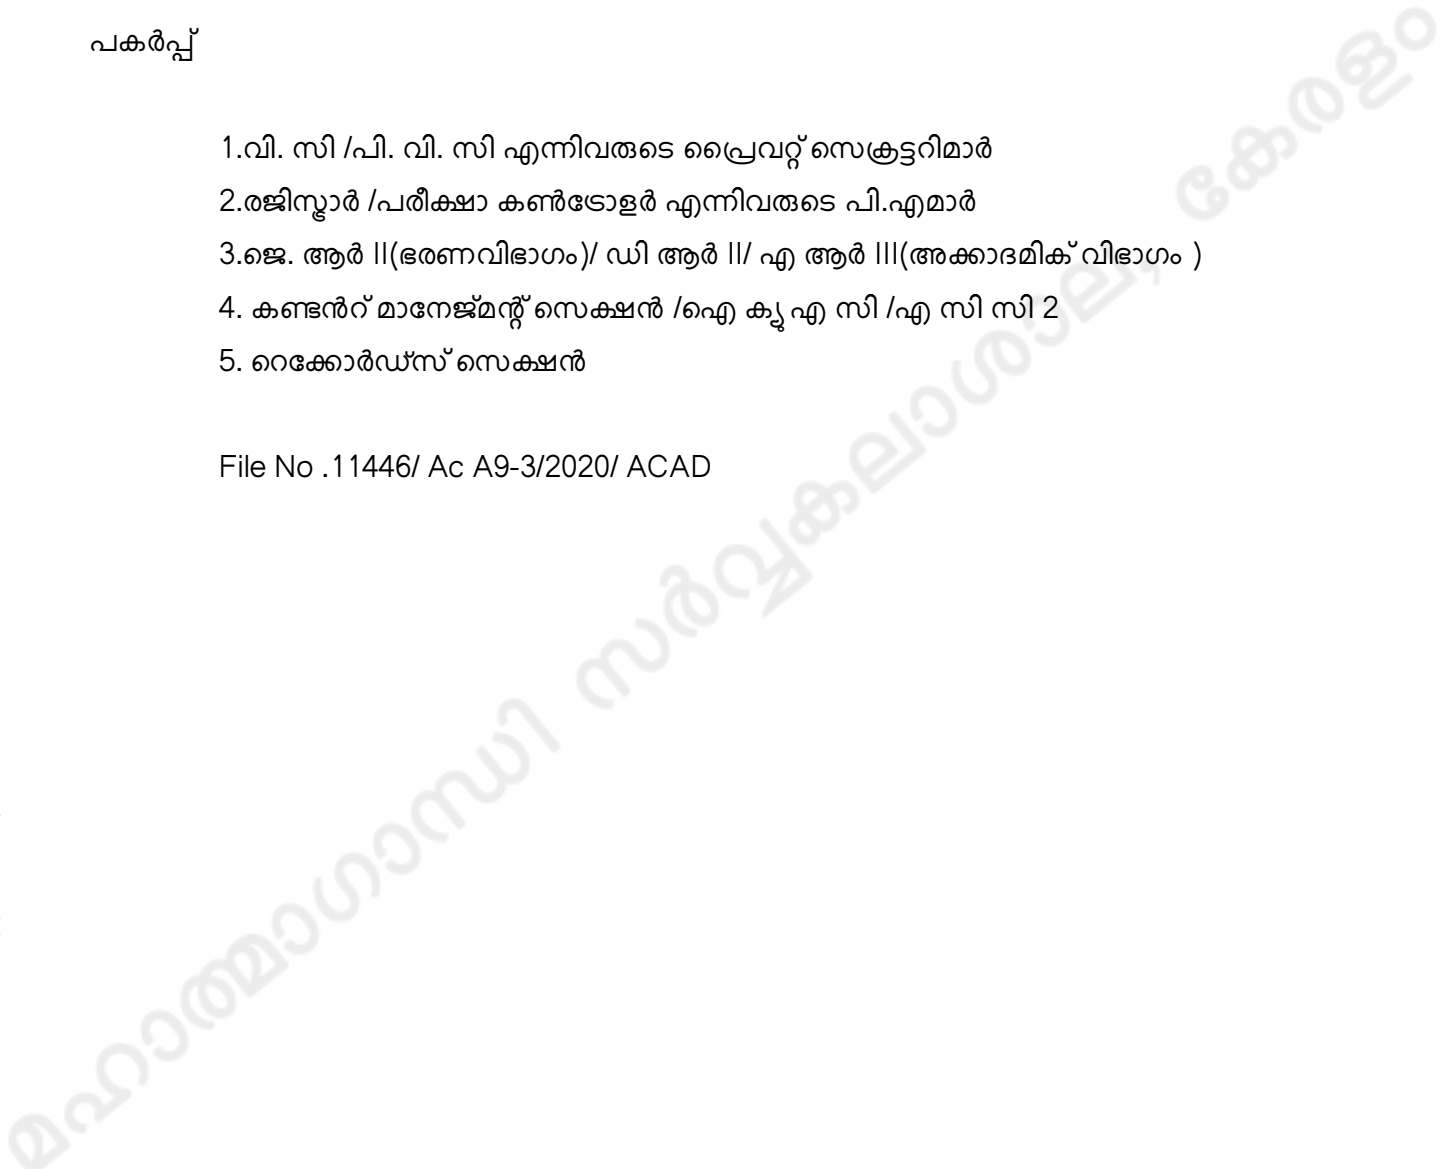 പകർപ്പ്
1.വി. സി /പി. വി. സി എന്നിവരുടെ പ്രൈവറ്റ് സെക്രട്ടറിമാർ
2.രജിസ്ട്രാർ /പരീക്ഷാ കൺട്രോളർ എന്നിവരുടെ പി.എമാർ
3.ജെ. ആർ II(ഭരണവിഭാഗം)/ ഡി ആർ II/ എ ആർ III(അക്കാദമിക് വിഭാഗം )
4. കണ്ടൻറ് മാനേജ്മന്റ് സെക്ഷൻ /ഐ ക്യു എ സി /എ സി സി 2
5. റെക്കോർഡ്സ് സെക്ഷൻ
File No .11446/ Ac A9-3/2020/ ACAD
മഹാത്മാഗാന്ധി സർവ്വകലാശാല, കേരളം